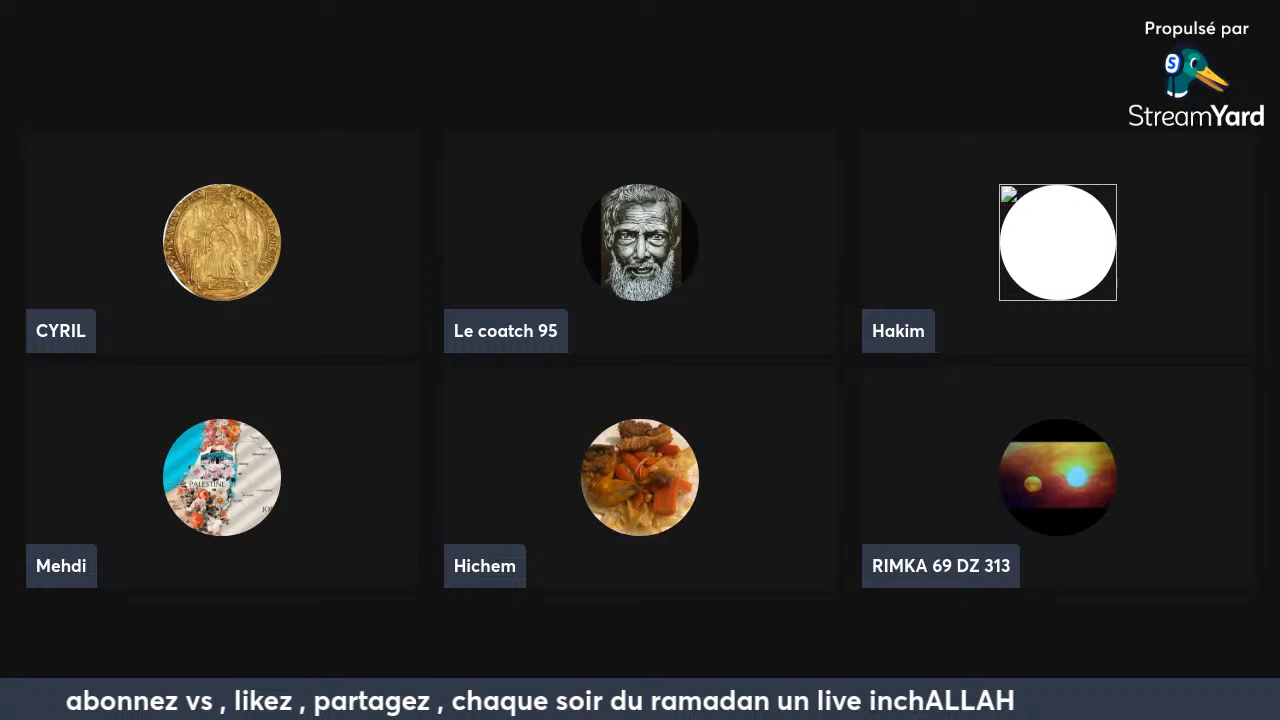 Propulsé par
StreamYard
CYRIL
Le coatch 95
Hakim
PALESTINE
Mehdi
Hichem
RIMKA 69 DZ 313
abonnez vs , likez , partagez , chaque soir du ramadan un live inchALLAH